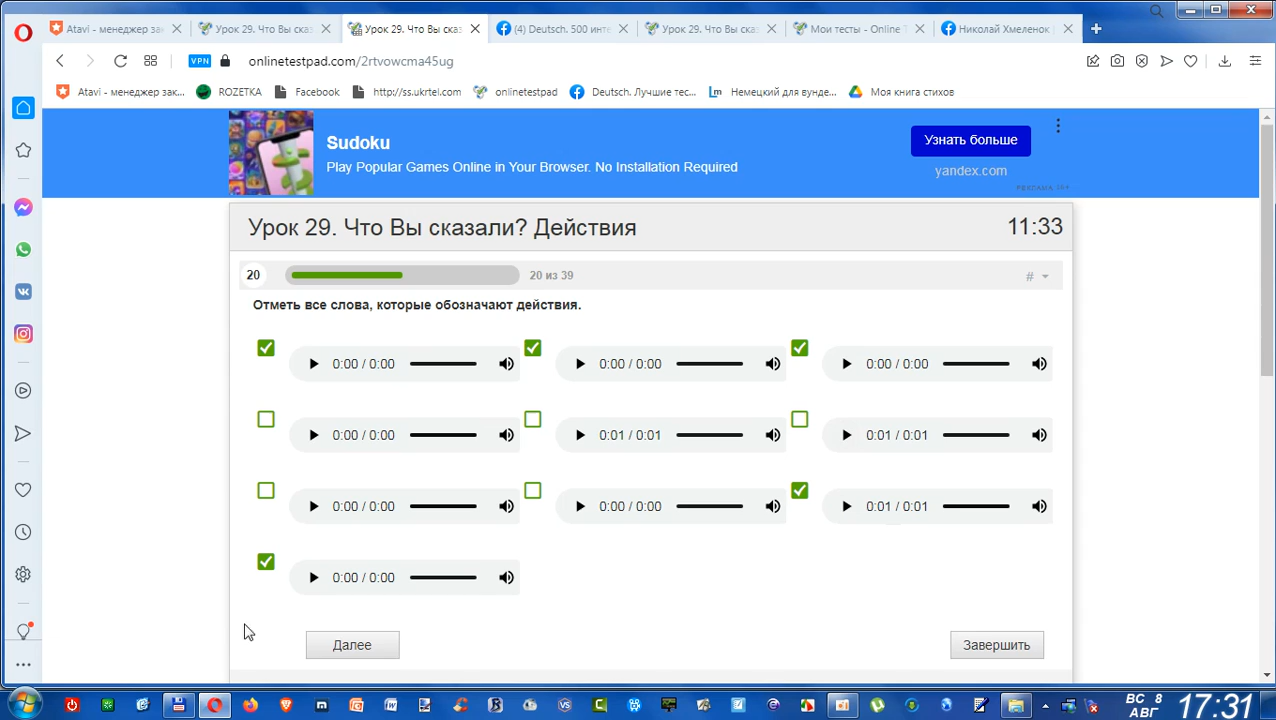 Atavi - менеджер зак
Урок 29. Что Вы сказ
Урок 29. Что Вы сказ
(4) Deutsch. 500 инте
Урок 29. Что Вы сказ
Мои тесты - Online T
Николай Хмеленок |
VPN
onlinetestpad.com/2rtvowcma45ug
Atavi - менеджер зак...
ROZETKA
Facebook
http://ss.ukrtel.com
onlinetestpad
Deutsch. Лучшие тес...
Lm
Немецкий для вунде...
Моя книга стихов
Sudoku
Play Popular Games Online in Your Browser. No Installation Required
Узнать больше
yandex.com
Урок 29. Что Вы сказали? Действия
11:33
20
20 из 39
#
Отметь все слова, которые обозначают действия.
0:00 / 0:00
0:00 / 0:00
0:00 / 0:00
0:00 / 0:00
0:01 / 0:01
0:01 / 0:01
0:00 / 0:00
0:00 / 0:00
0:01 / 0:01
0:00 / 0:00
Далее
Завершить
ВС 8
АВГ
17:31